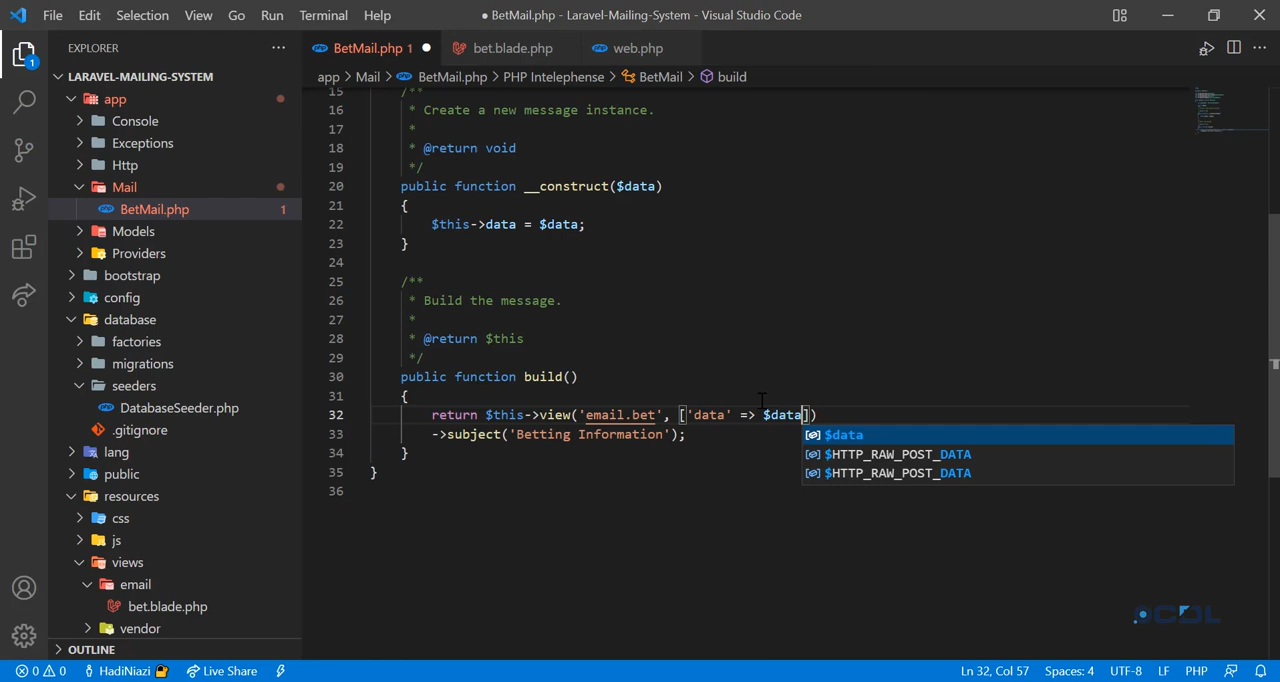 File Edit Selection View Go Run Terminal Help ● BetMail.php - Laravel-Mailing-System - Visual Studio Code
EXPLORER ···
BetMail.php 1 ● bet.blade.php web.php
LARAVEL-MAILING-SYSTEM
app > Mail > BetMail.php > PHP Intelephense > BetMail > build
app
Console
Exceptions
Http
Mail
BetMail.php 1
Models
Providers
bootstrap
config
database
factories
migrations
seeders
DatabaseSeeder.php
.gitignore
lang
public
resources
css
js
views
email
bet.blade.php
vendor
OUTLINE
1
15 /**
16 * Create a new message instance.
17 *
18 * @return void
19 */
20 public function __construct($data)
21 {
22 $this->data = $data;
23 }
24
25 /**
26 * Build the message.
27 *
28 * @return $this
29 */
30 public function build()
31 {
32 return $this->view('email.bet', ['data' => $data])
33 ->subject('Betting Information');
34 }
35 }
36
$data
$HTTP_RAW_POST_DATA
$HTTP_RAW_POST_DATA
0 0 HadiNiazi Live Share Ln 32, Col 57 Spaces: 4 UTF-8 LF PHP